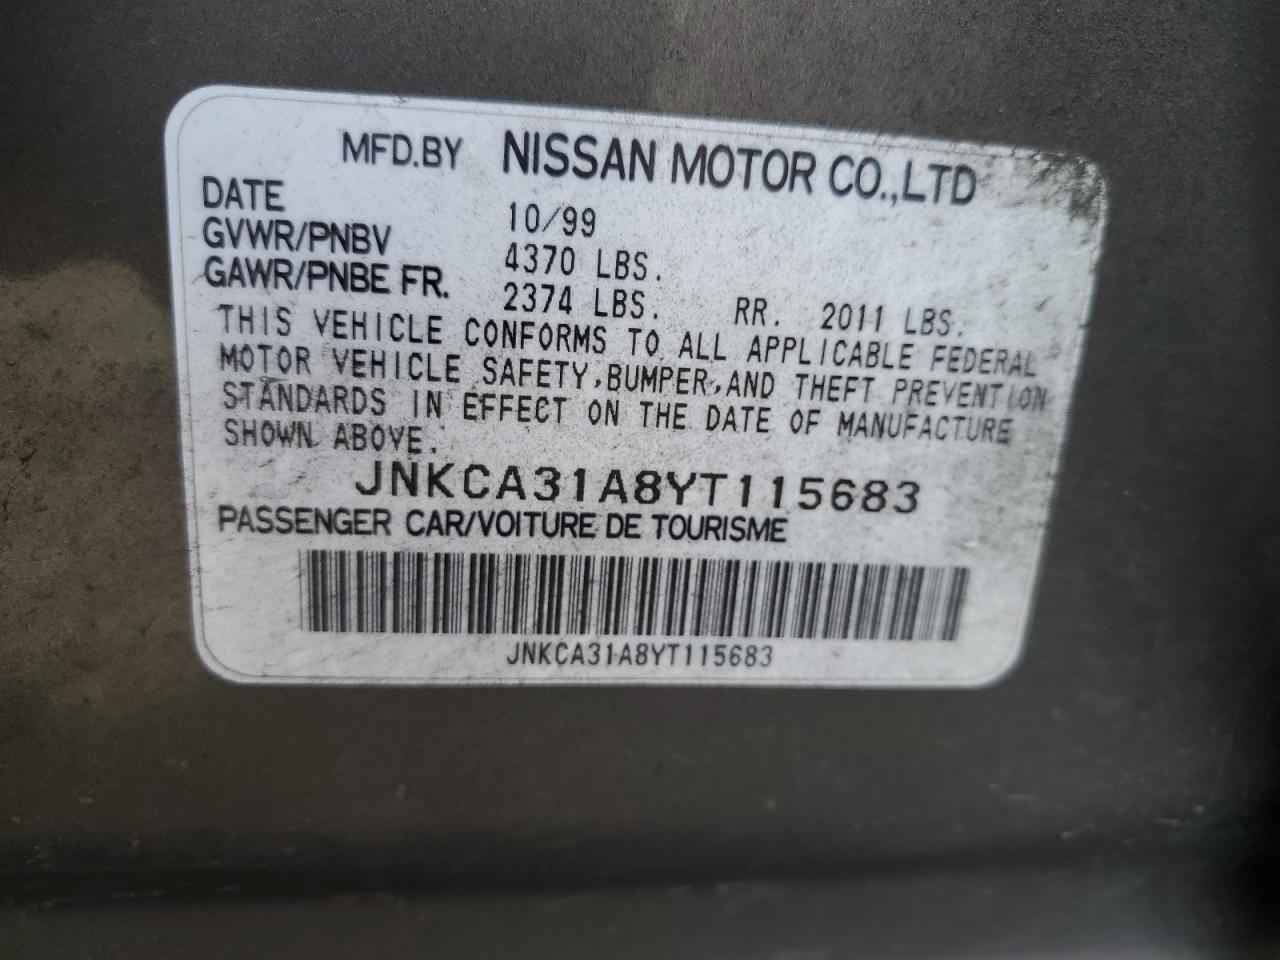 MFD.BY NISSAN MOTOR CO.,LTD
DATE 10/99
GVWR/PNBV 4370 LBS.
GAWR/PNBE FR. 2374 LBS. RR. 2011 LBS.
THIS VEHICLE CONFORMS TO ALL APPLICABLE FEDERAL
MOTOR VEHICLE SAFETY,BUMPER,AND THEFT PREVENTION
STANDARDS IN EFFECT ON THE DATE OF MANUFACTURE
SHOWN ABOVE.
JNKCA31A8YT115683
PASSENGER CAR/VOITURE DE TOURISME
JNKCA31A8YT115683